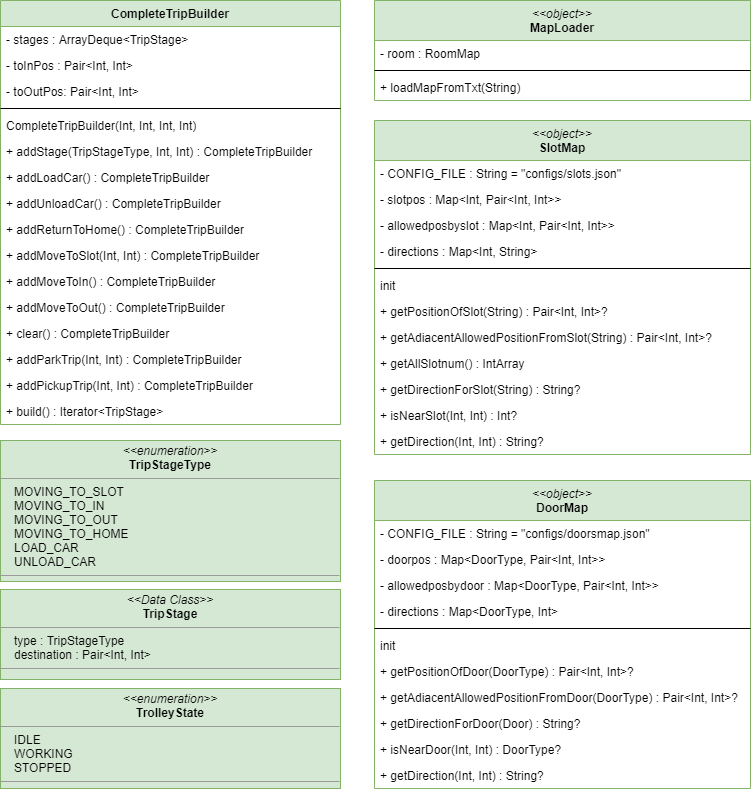 CompleteTripBuilder
- stages : ArrayDeque<TripStage>
- toInPos : Pair<Int, Int>
- toOutPos: Pair<Int, Int>
CompleteTripBuilder(Int, Int, Int, Int)
+ addStage(TripStageType, Int, Int) : CompleteTripBuilder
+ addLoadCar() : CompleteTripBuilder
+ addUnloadCar() : CompleteTripBuilder
+ addReturnToHome() : CompleteTripBuilder
+ addMoveToSlot(Int, Int) : CompleteTripBuilder
+ addMoveToIn() : CompleteTripBuilder
+ addMoveToOut() : CompleteTripBuilder
+ clear() : CompleteTripBuilder
+ addParkTrip(Int, Int) : CompleteTripBuilder
+ addPickupTrip(Int, Int) : CompleteTripBuilder
+ build() : Iterator<TripStage>
<<enumeration>>
TripStageType
MOVING_TO_SLOT
MOVING_TO_IN
MOVING_TO_OUT
MOVING_TO_HOME
LOAD_CAR
UNLOAD_CAR
<<Data Class>>
TripStage
type : TripStageType
destination : Pair<Int, Int>
<<enumeration>>
TrolleyState
IDLE
WORKING
STOPPED
<<object>>
MapLoader
- room : RoomMap
+ loadMapFromTxt(String)
<<object>>
SlotMap
- CONFIG_FILE : String = "configs/slots.json"
- slotpos : Map<Int, Pair<Int, Int>>
- allowedposbyslot : Map<Int, Pair<Int, Int>>
- directions : Map<Int, String>
init
+ getPositionOfSlot(String) : Pair<Int, Int>?
+ getAdiacentAllowedPositionFromSlot(String) : Pair<Int, Int>?
+ getAllSlotnum() : IntArray
+ getDirectionForSlot(String) : String?
+ isNearSlot(Int, Int) : Int?
+ getDirection(Int, Int) : String?
<<object>>
DoorMap
- CONFIG_FILE : String = "configs/doorsmap.json"
- doorpos : Map<DoorType, Pair<Int, Int>>
- allowedposbydoor : Map<DoorType, Pair<Int, Int>>
- directions : Map<DoorType, Int>
init
+ getPositionOfDoor(DoorType) : Pair<Int, Int>?
+ getAdiacentAllowedPositionFromDoor(DoorType) : Pair<Int, Int>?
+ getDirectionForDoor(Door) : String?
+ isNearDoor(Int, Int) : DoorType?
+ getDirection(Int, Int) : String?